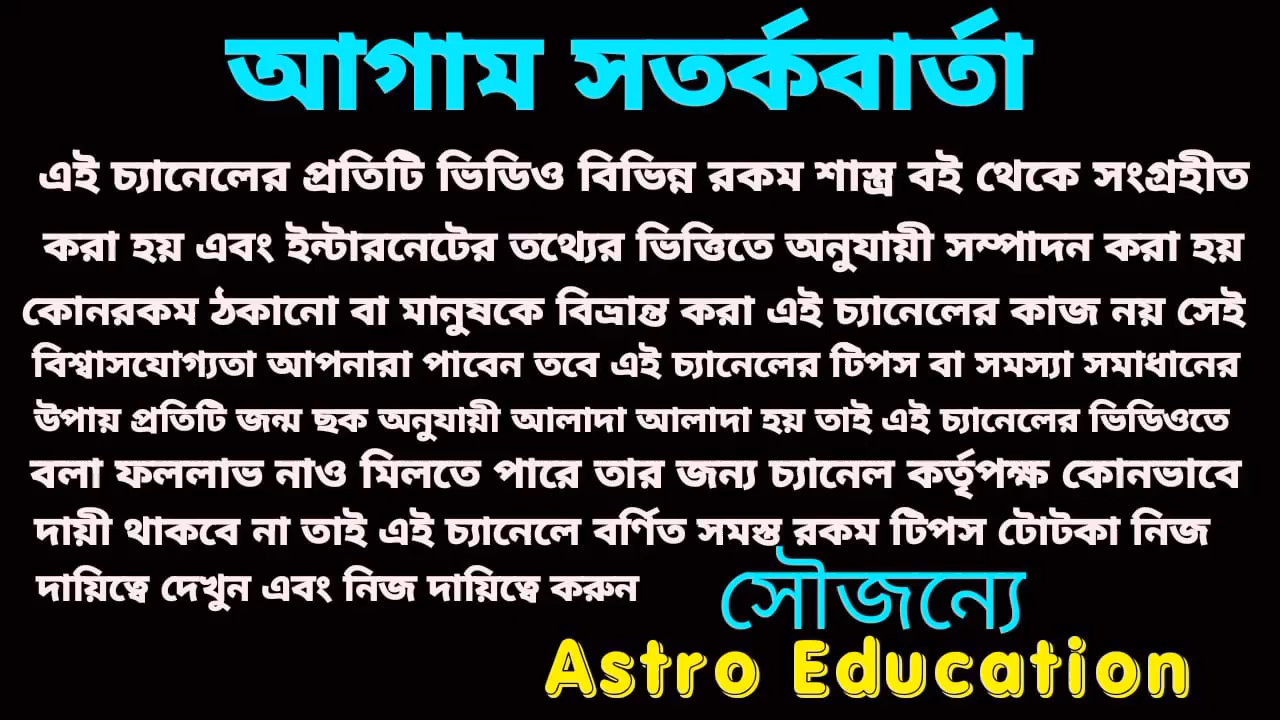 আগাম সতর্কবার্তা
এই চ্যানেলের প্রতিটি ভিডিও বিভিন্ন রকম শাস্ত্র বই থেকে সংগ্রহীত
করা হয় এবং ইন্টারনেটের তথ্যের ভিত্তিতে অনুযায়ী সম্পাদন করা হয়
কোনরকম ঠকানো বা মানুষকে বিভ্রান্ত করা এই চ্যানেলের কাজ নয় সেই
বিশ্বাসযোগ্যতা আপনারা পাবেন তবে এই চ্যানেলের টিপস বা সমস্যা সমাধানের
উপায় প্রতিটি জন্ম ছক অনুযায়ী আলাদা আলাদা হয় তাই এই চ্যানেলের ভিডিওতে
বলা ফললাভ নাও মিলতে পারে তার জন্য চ্যানেল কর্তৃপক্ষ কোনভাবে
দায়ী থাকবে না তাই এই চ্যানেলে বর্ণিত সমস্ত রকম টিপস টোটকা নিজ
দায়িত্বে দেখুন এবং নিজ দায়িত্বে করুন
সৌজন্যে
Astro Education